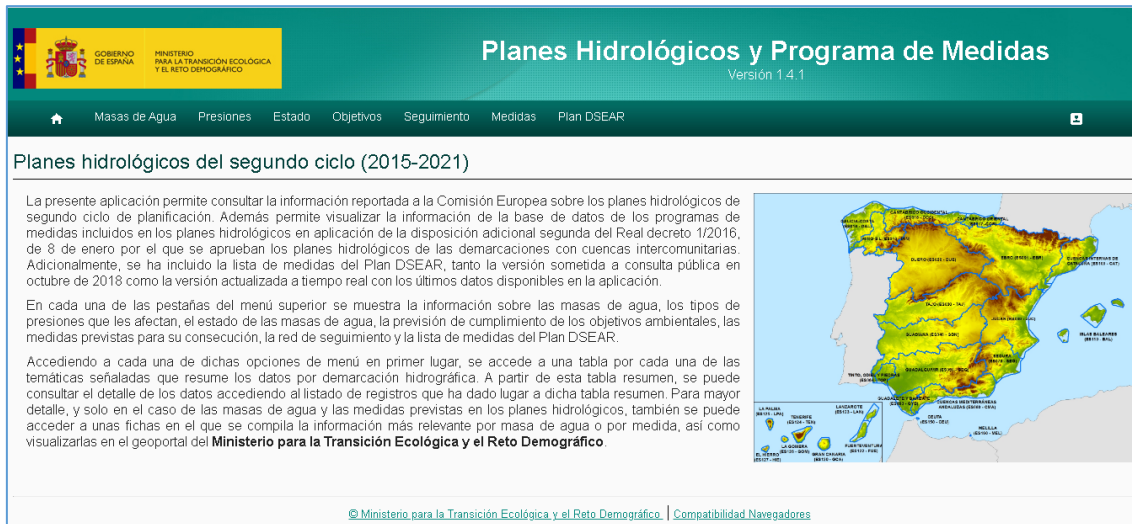 GOBIERNO
DE ESPAÑA
MINISTERIO
PARA LA TRANSICIÓN ECOLÓGICA
Y EL RETO DEMOGRÁFICO
Planes Hidrológicos y Programa de Medidas
Versión 1.4.1
Masas de Agua Presiones Estado Objetivos Seguimiento Medidas Plan DSEAR
Planes hidrológicos del segundo ciclo (2015-2021)
La presente aplicación permite consultar la información reportada a la Comisión Europea sobre los planes hidrológicos de
segundo ciclo de planificación. Además permite visualizar la información de la base de datos de los programas de
medidas incluidos en los planes hidrológicos en aplicación de la disposición adicional segunda del Real decreto 1/2016,
de 8 de enero por el que se aprueban los planes hidrológicos de las demarcaciones con cuencas intercomunitarias.
Adicionalmente, se ha incluido la lista de medidas del Plan DSEAR, tanto la versión sometida a consulta pública en
octubre de 2018 como la versión actualizada a tiempo real con los últimos datos disponibles en la aplicación.
En cada una de las pestañas del menú superior se muestra la información sobre las masas de agua, los tipos de
presiones que les afectan, el estado de las masas de agua, la previsión de cumplimiento de los objetivos ambientales, las
medidas previstas para su consecución, la red de seguimiento y la lista de medidas del Plan DSEAR.
Accediendo a cada una de dichas opciones de menú en primer lugar, se accede a una tabla por cada una de las
temáticas señaladas que resume los datos por demarcación hidrográfica. A partir de esta tabla resumen, se puede
consultar el detalle de los datos accediendo al listado de registros que ha dado lugar a dicha tabla resumen. Para mayor
detalle, y solo en el caso de las masas de agua y las medidas previstas en los planes hidrológicos, también se puede
acceder a unas fichas en el que se compila la información más relevante por masa de agua o por medida, así como
visualizarlas en el geoportal del Ministerio para la Transición Ecológica y el Reto Demográfico.
ISLAS BALEARES
CEUTA
MELILLA
LA PALMA
TENERIFE
LANZAROTE
LA GOMERA
EL HIERRO
GRAN CANARIA
FUERTEVENTURA
© Ministerio para la Transición Ecológica y el Reto Demográfico | Compatibilidad Navegadores